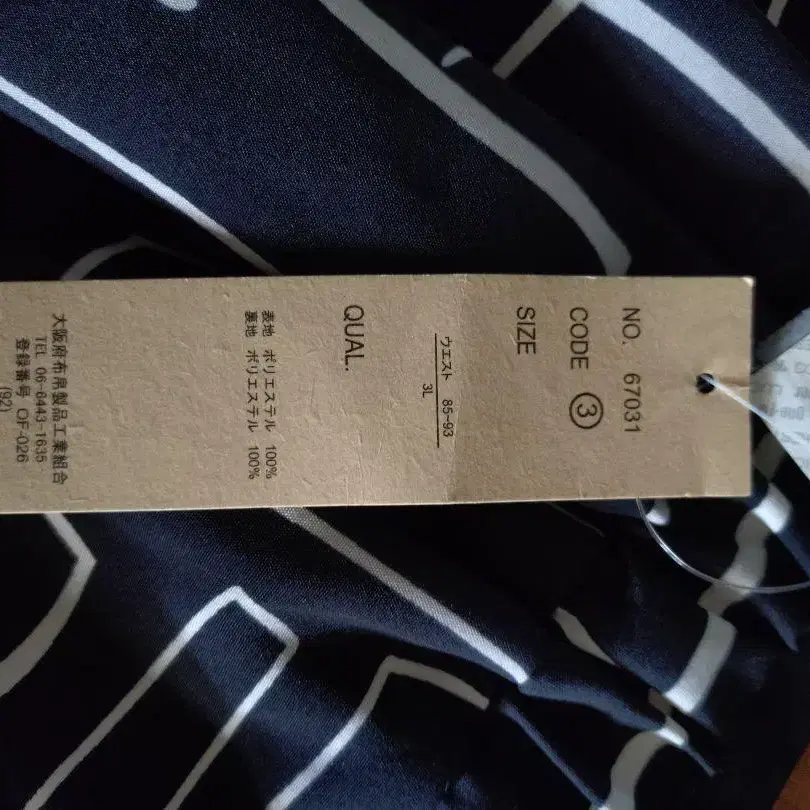 NO. 67031
CODE ③
SIZE
ウエスト 85-93
3L
QUAL.
表地 ポリエステル 100%
裏地 ポリエステル 100%
大阪府布帛製品工業組合
TEL 06-6443-1635
登録番号 OF-026
(92)